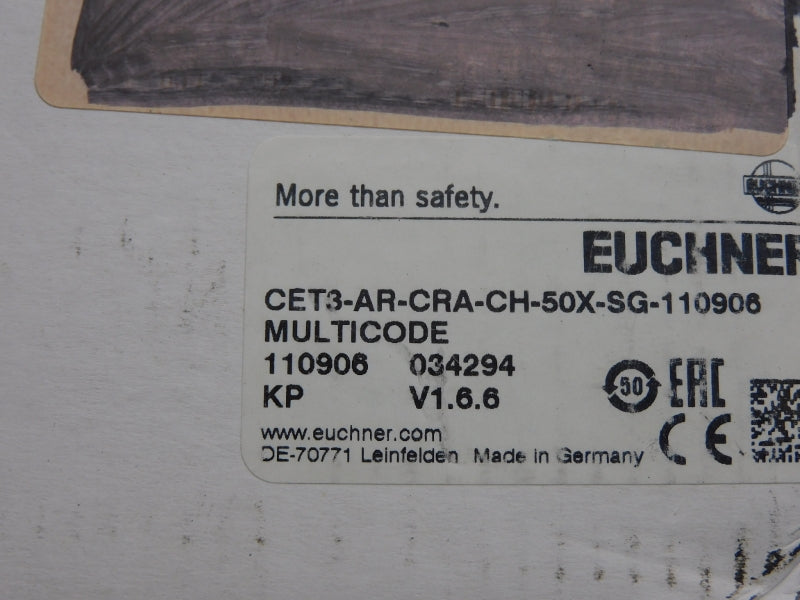 More than safety.
EUCHNER
EUCHNER
CET3-AR-CRA-CH-50X-SG-110906
MULTICODE
110906 034294
KP V1.6.6
50 EAC
CE
www.euchner.com
DE-70771 Leinfelden Made in Germany